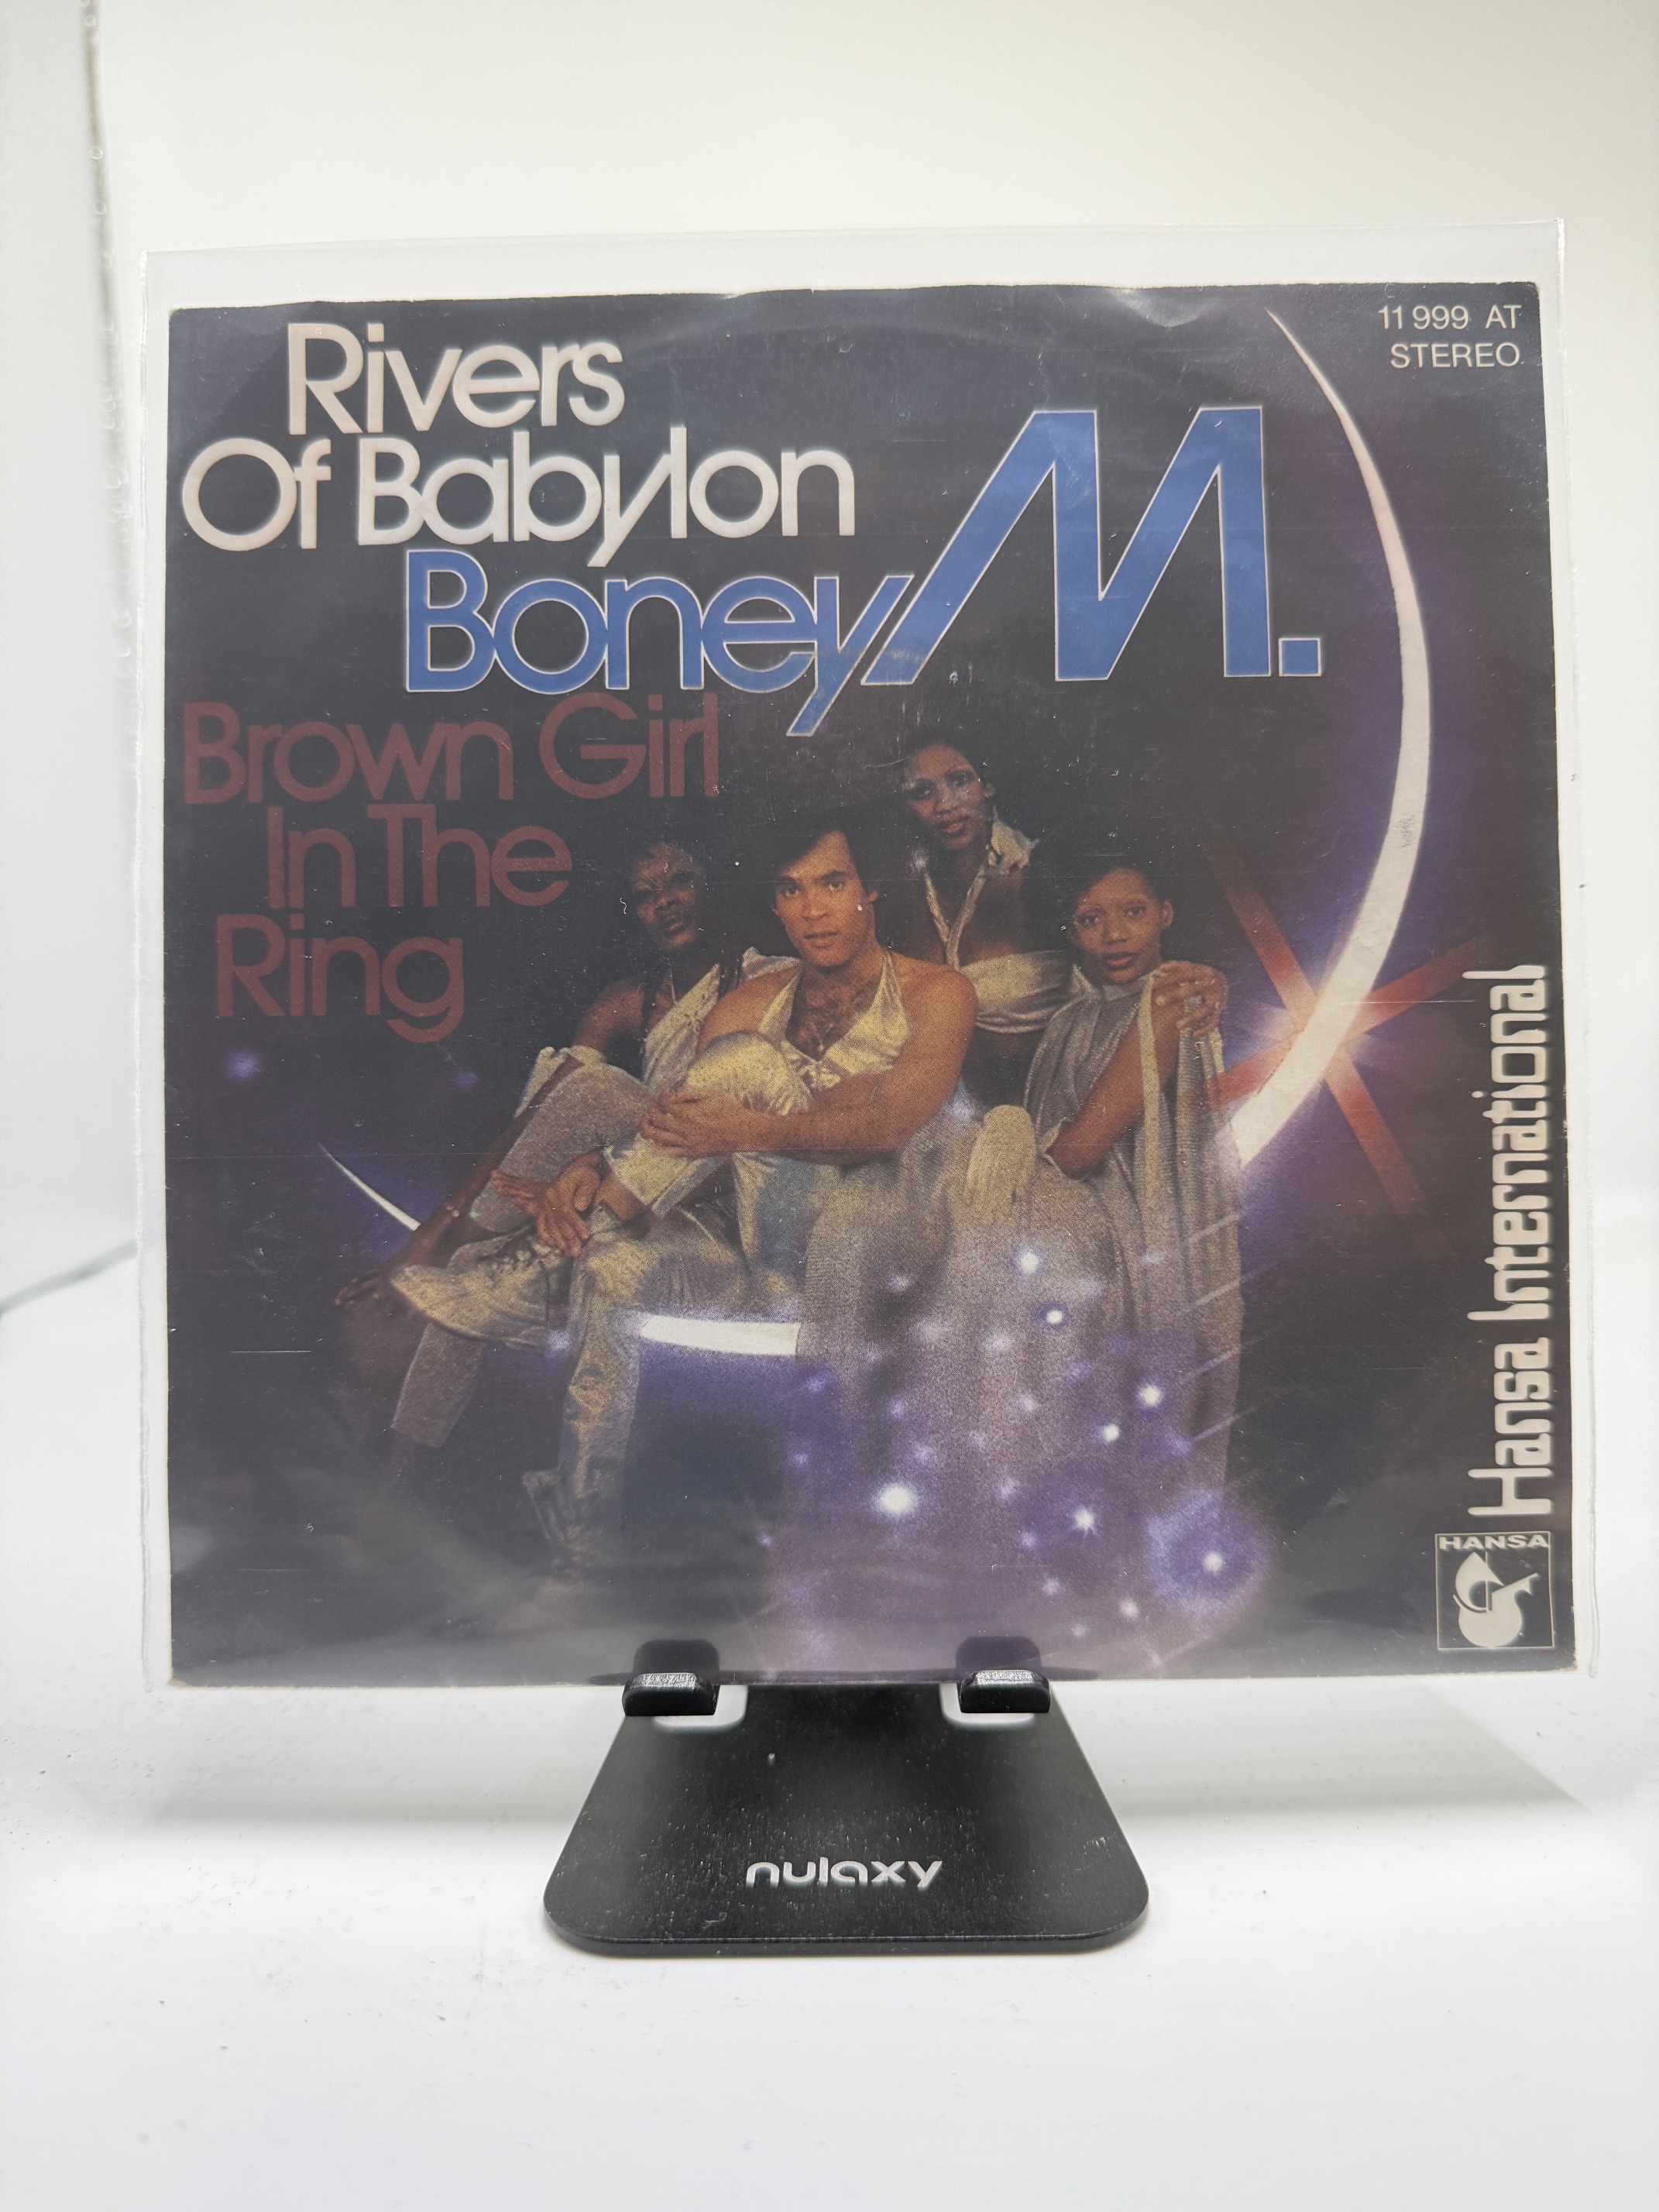 11 999 AT
STEREO
Rivers
Of Babylon
Boney M.
Brown Girl
In The
Ring
Hansa International
HANSA
nulaxy